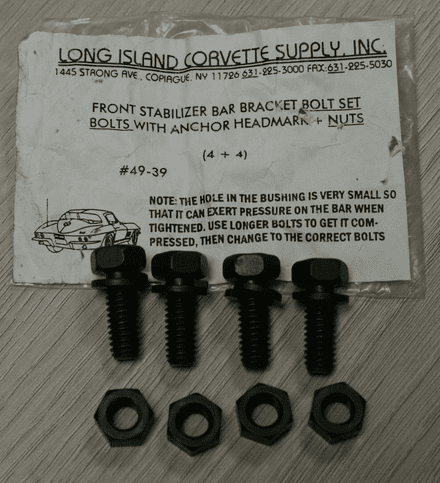 LONG ISLAND CORVETTE SUPPLY, INC.
1445 STRONG AVE., COPIAGUE, NY 11726 631-225-3000 FAX:631-225-5030
FRONT STABILIZER BAR BRACKET BOLT SET
BOLTS WITH ANCHOR HEADMARK + NUTS
(4 + 4)
#49-39
NOTE: THE HOLE IN THE BUSHING IS VERY SMALL SO
THAT IT CAN EXERT PRESSURE ON THE BAR WHEN
TIGHTENED. USE LONGER BOLTS TO GET IT COM-
PRESSED, THEN CHANGE TO THE CORRECT BOLTS